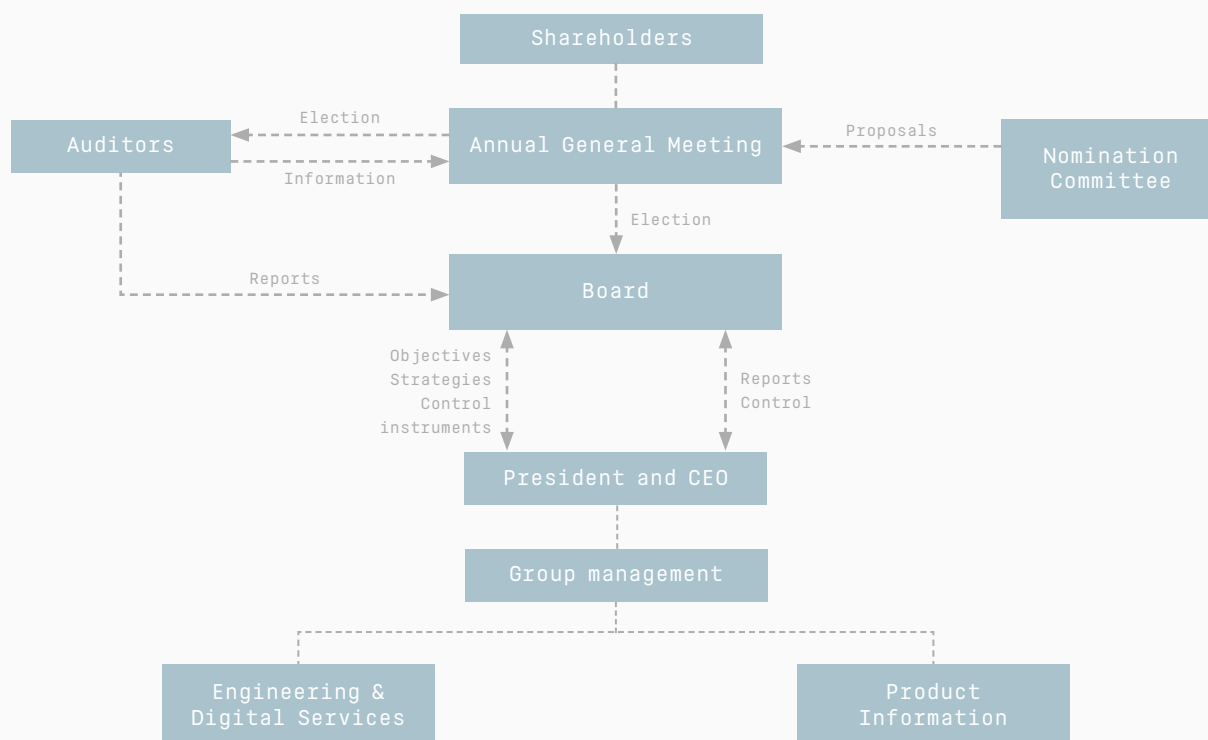 Shareholders
Election
Auditors
Annual General Meeting
Proposals
Nomination
Committee
Information
Election
Reports
Board
Objectives
Strategies
Control
instruments
Reports
Control
President and CEO
Group management
Engineering &
Digital Services
Product
Information